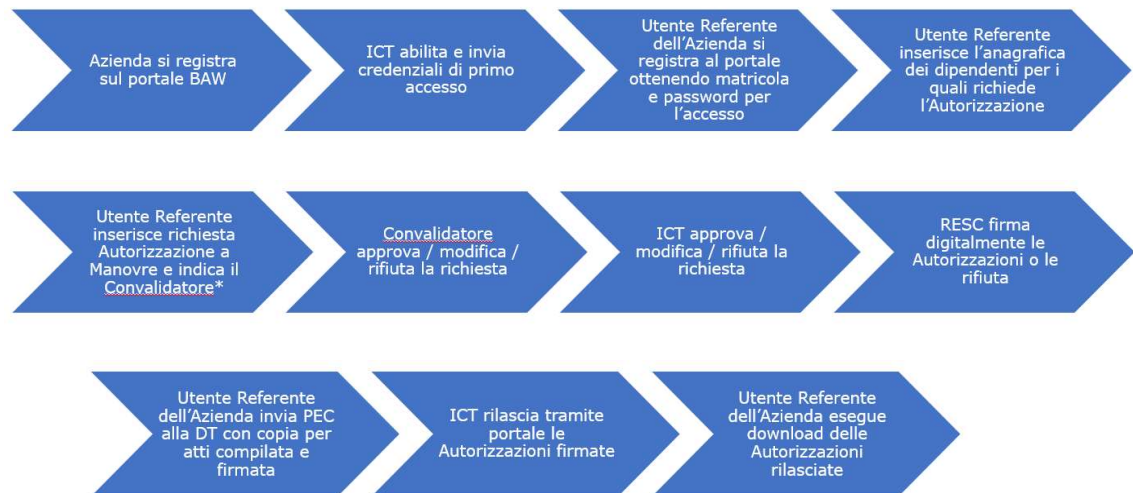 Azienda si registra
sul portale BAW
ICT abilita e invia
credenziali di primo
accesso
Utente Referente
dell'Azienda si
registra al portale
ottenendo matricola
e password per
l'accesso
Utente Referente
inserisce l'anagrafica
dei dipendenti per i
quali richiede
l'Autorizzazione
Utente Referente
inserisce richiesta
Autorizzazione a
Manovre e indica il
Convalidatore*
Convalidatore
approva / modifica /
rifiuta la richiesta
ICT approva /
modifica / rifiuta la
richiesta
RESC firma
digitalmente le
Autorizzazioni o le
rifiuta
Utente Referente
dell'Azienda invia PEC
alla DT con copia per
atti compilata e
firmata
ICT rilascia tramite
portale le
Autorizzazioni firmate
Utente Referente
dell'Azienda esegue
download delle
Autorizzazioni
rilasciate